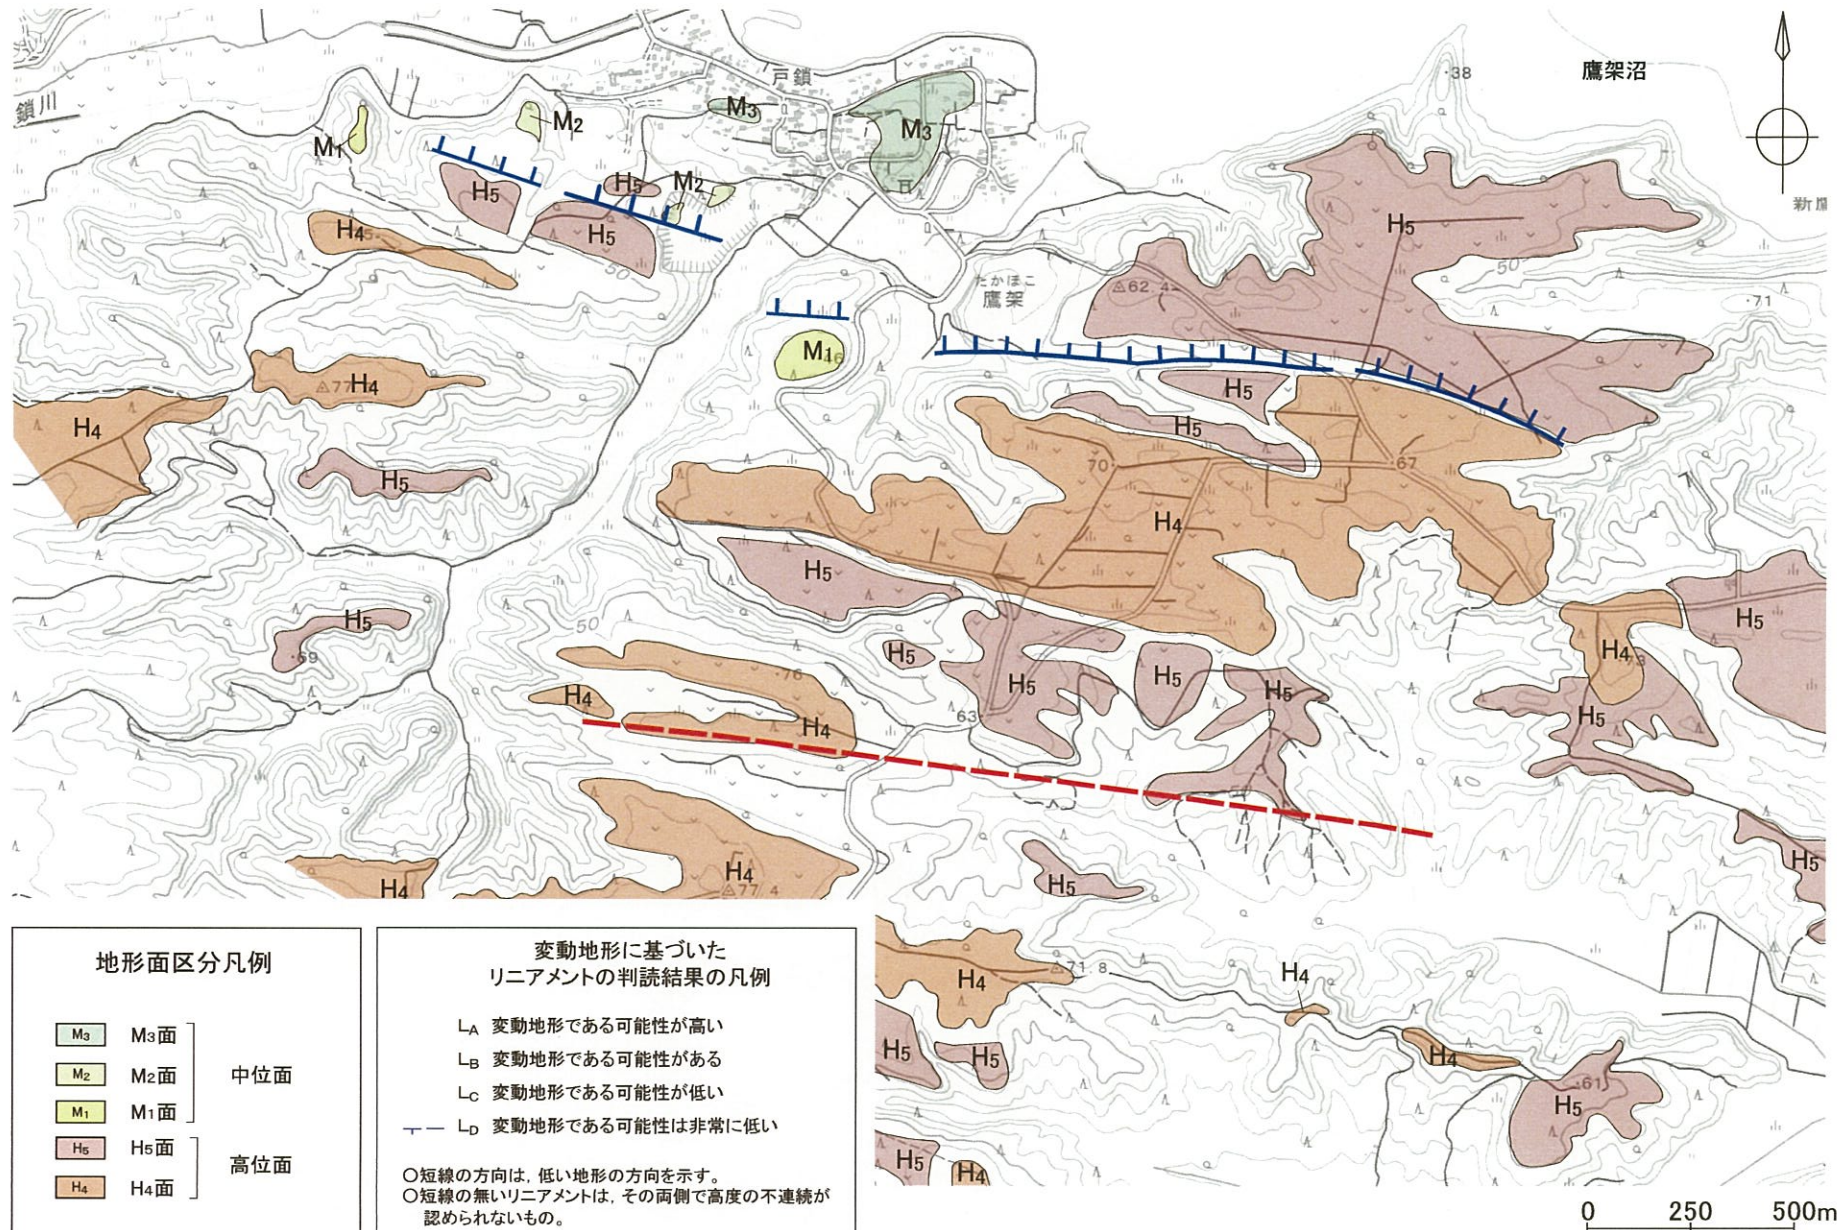 鷹架沼
38
戸鎖
鎖川
M3
M2
M3
M1
新
H5
M2
H5
H4
H5
50
H5
50
たかほこ
鷹架
62.4
71
M1
46
H4
77
H5
H4
H5
70
67
H5
H4
H5
H5
H5
69
50
H4
73
H5
H5
H5
H5
76
H4
H4
63
H5
H4
77.4
H4
H5
H5
H4
71.8
H4
H4
H5
H5
61
H5
H5
H4
地形面区分凡例
M3 M3面
M2 M2面 中位面
M1 M1面
H5 H5面 高位面
H4 H4面
変動地形に基づいた
リニアメントの判読結果の凡例
LA 変動地形である可能性が高い
LB 変動地形である可能性がある
LC 変動地形である可能性が低い
LD 変動地形である可能性は非常に低い
○短線の方向は,低い地形の方向を示す。
○短線の無いリニアメントは,その両側で高度の不連続が
認められないもの。
0 250 500m